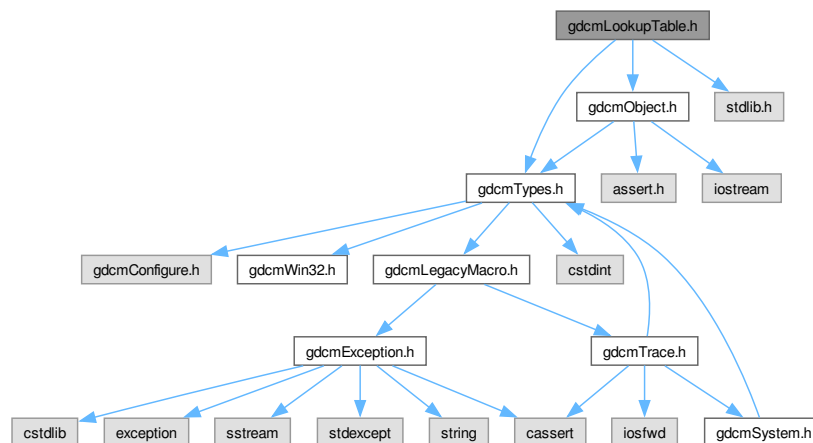 gdcmLookupTable.h
gdcmObject.h
stdlib.h
gdcmTypes.h
assert.h
iostream
gdcmConfigure.h
gdcmWin32.h
gdcmLegacyMacro.h
cstdint
gdcmException.h
gdcmTrace.h
cstdlib
exception
sstream
stdexcept
string
cassert
iosfwd
gdcmSystem.h